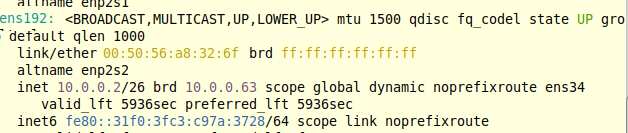 altname enp2s1
ens192: <BROADCAST,MULTICAST,UP,LOWER_UP> mtu 1500 qdisc fq_codel state UP gro
default qlen 1000
link/ether 00:50:56:a8:32:6f brd ff:ff:ff:ff:ff:ff
altname enp2s2
inet 10.0.0.2/26 brd 10.0.0.63 scope global dynamic noprefixroute ens34
valid_lft 5936sec preferred_lft 5936sec
inet6 fe80::31f0:3fc3:c97a:3728/64 scope link noprefixroute